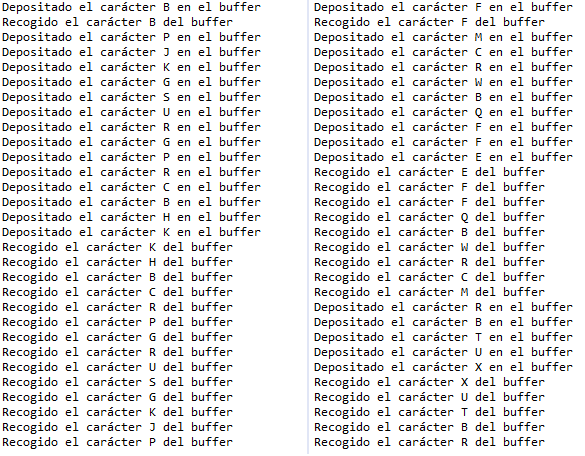 Depositado el carácter B en el buffer
Recogido el carácter B del buffer
Depositado el carácter P en el buffer
Depositado el carácter J en el buffer
Depositado el carácter K en el buffer
Depositado el carácter G en el buffer
Depositado el carácter S en el buffer
Depositado el carácter U en el buffer
Depositado el carácter R en el buffer
Depositado el carácter G en el buffer
Depositado el carácter P en el buffer
Depositado el carácter R en el buffer
Depositado el carácter C en el buffer
Depositado el carácter B en el buffer
Depositado el carácter H en el buffer
Depositado el carácter K en el buffer
Recogido el carácter K del buffer
Recogido el carácter H del buffer
Recogido el carácter B del buffer
Recogido el carácter C del buffer
Recogido el carácter R del buffer
Recogido el carácter P del buffer
Recogido el carácter G del buffer
Recogido el carácter R del buffer
Recogido el carácter U del buffer
Recogido el carácter S del buffer
Recogido el carácter G del buffer
Recogido el carácter K del buffer
Recogido el carácter J del buffer
Recogido el carácter P del buffer
Depositado el carácter F en el buffer
Recogido el carácter F del buffer
Depositado el carácter M en el buffer
Depositado el carácter C en el buffer
Depositado el carácter R en el buffer
Depositado el carácter W en el buffer
Depositado el carácter B en el buffer
Depositado el carácter Q en el buffer
Depositado el carácter F en el buffer
Depositado el carácter F en el buffer
Depositado el carácter E en el buffer
Recogido el carácter E del buffer
Recogido el carácter F del buffer
Recogido el carácter F del buffer
Recogido el carácter Q del buffer
Recogido el carácter B del buffer
Recogido el carácter W del buffer
Recogido el carácter R del buffer
Recogido el carácter C del buffer
Recogido el carácter M del buffer
Depositado el carácter R en el buffer
Depositado el carácter B en el buffer
Depositado el carácter T en el buffer
Depositado el carácter U en el buffer
Depositado el carácter X en el buffer
Recogido el carácter X del buffer
Recogido el carácter U del buffer
Recogido el carácter T del buffer
Recogido el carácter B del buffer
Recogido el carácter R del buffer